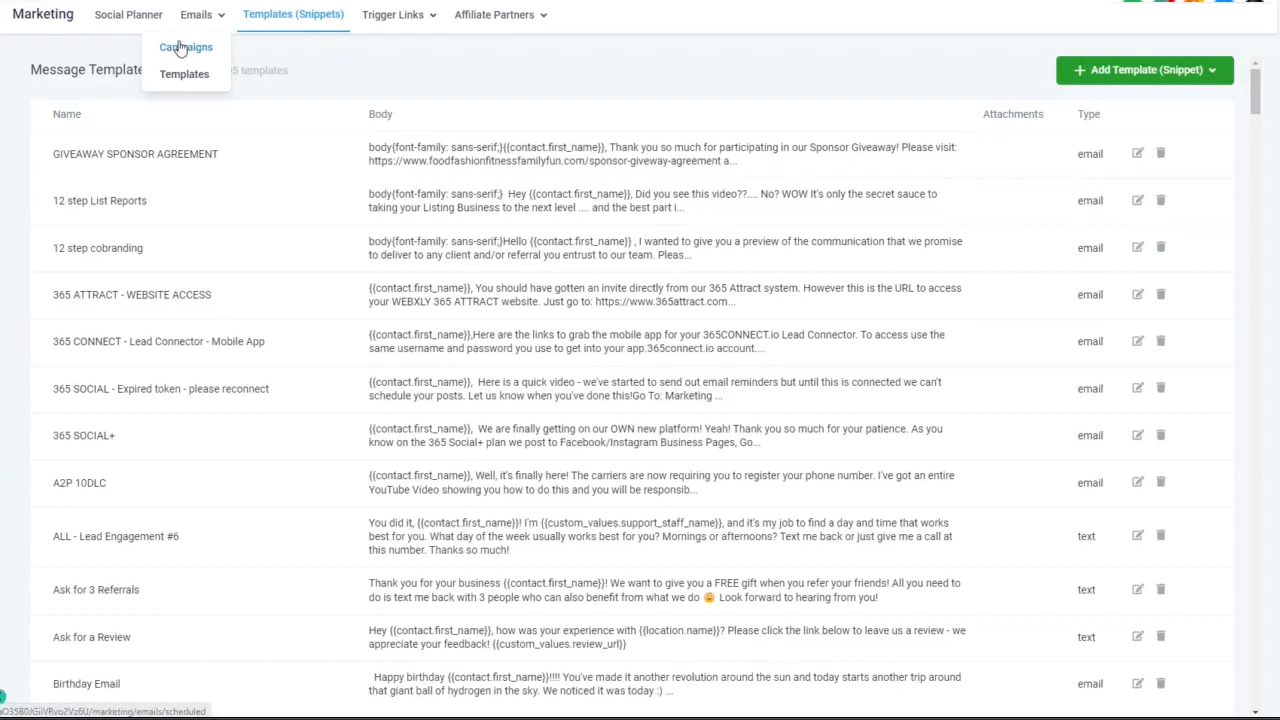 Marketing
Social Planner
Emails
Templates (Snippets)
Trigger Links
Affiliate Partners
Campaigns
Templates
Message Template
5 templates
Add Template (Snippet)
Name
Body
Attachments
Type
GIVEAWAY SPONSOR AGREEMENT
body{font-family: sans-serif;}{{contact.first_name}}, Thank you so much for participating in our Sponsor Giveaway! Please visit:
https://www.foodfashionfitnessfamilyfun.com/sponsor-giveway-agreement a...
email
12 step List Reports
body{font-family: sans-serif;} Hey {{contact.first_name}}, Did you see this video??.... No? WOW It's only the secret sauce to
taking your Listing Business to the next level .... and the best part i...
email
12 step cobranding
body{font-family: sans-serif;}Hello {{contact.first_name}} , I wanted to give you a preview of the communication that we promise
to deliver to any client and/or referral you entrust to our team. Pleas...
email
365 ATTRACT - WEBSITE ACCESS
{{contact.first_name}}, You should have gotten an invite directly from our 365 Attract system. However this is the URL to access
your WEBXLY 365 ATTRACT website. Just go to: https://www.365attract.com...
email
365 CONNECT - Lead Connector - Mobile App
{{contact.first_name}},Here are the links to grab the mobile app for your 365CONNECT.io Lead Connector. To access use the
same username and password you use to get into your app.365connect.io account....
email
365 SOCIAL - Expired token - please reconnect
{{contact.first_name}}, Here is a quick video - we've started to send out email reminders but until this is connected we can't
schedule your posts. Let us know when you've done this!Go To: Marketing ...
email
365 SOCIAL+
{{contact.first_name}}, We are finally getting on our OWN new platform! Yeah! Thank you so much for your patience. As you
know on the 365 Social+ plan we post to Facebook/Instagram Business Pages, Go...
email
A2P 10DLC
{{contact.first_name}}, Well, it's finally here! The carriers are now requiring you to register your phone number. I've got an entire
YouTube Video showing you how to do this and you will be responsib...
email
ALL - Lead Engagement #6
You did it, {{contact.first_name}}! I'm {{custom_values.support_staff_name}}, and it's my job to find a day and time that works
best for you. What day of the week usually works best for you? Mornings or afternoons? Text me back or just give me a call at
this number. Thanks so much!
text
Ask for 3 Referrals
Thank you for your business {{contact.first_name}}! We want to give you a FREE gift when you refer your friends! All you need to
do is text me back with 3 people who can also benefit from what we do 😀 Look forward to hearing from you!
text
Ask for a Review
Hey {{contact.first_name}}, how was your experience with {{location.name}}? Please click the link below to leave us a review - we
appreciate your feedback! {{custom_values.review_url}}
text
Birthday Email
Happy birthday {{contact.first_name}}!!!! You've made it another revolution around the sun and today starts another trip around
that giant ball of hydrogen in the sky. We noticed it was today :) ...
email
/marketing/emails/scheduled